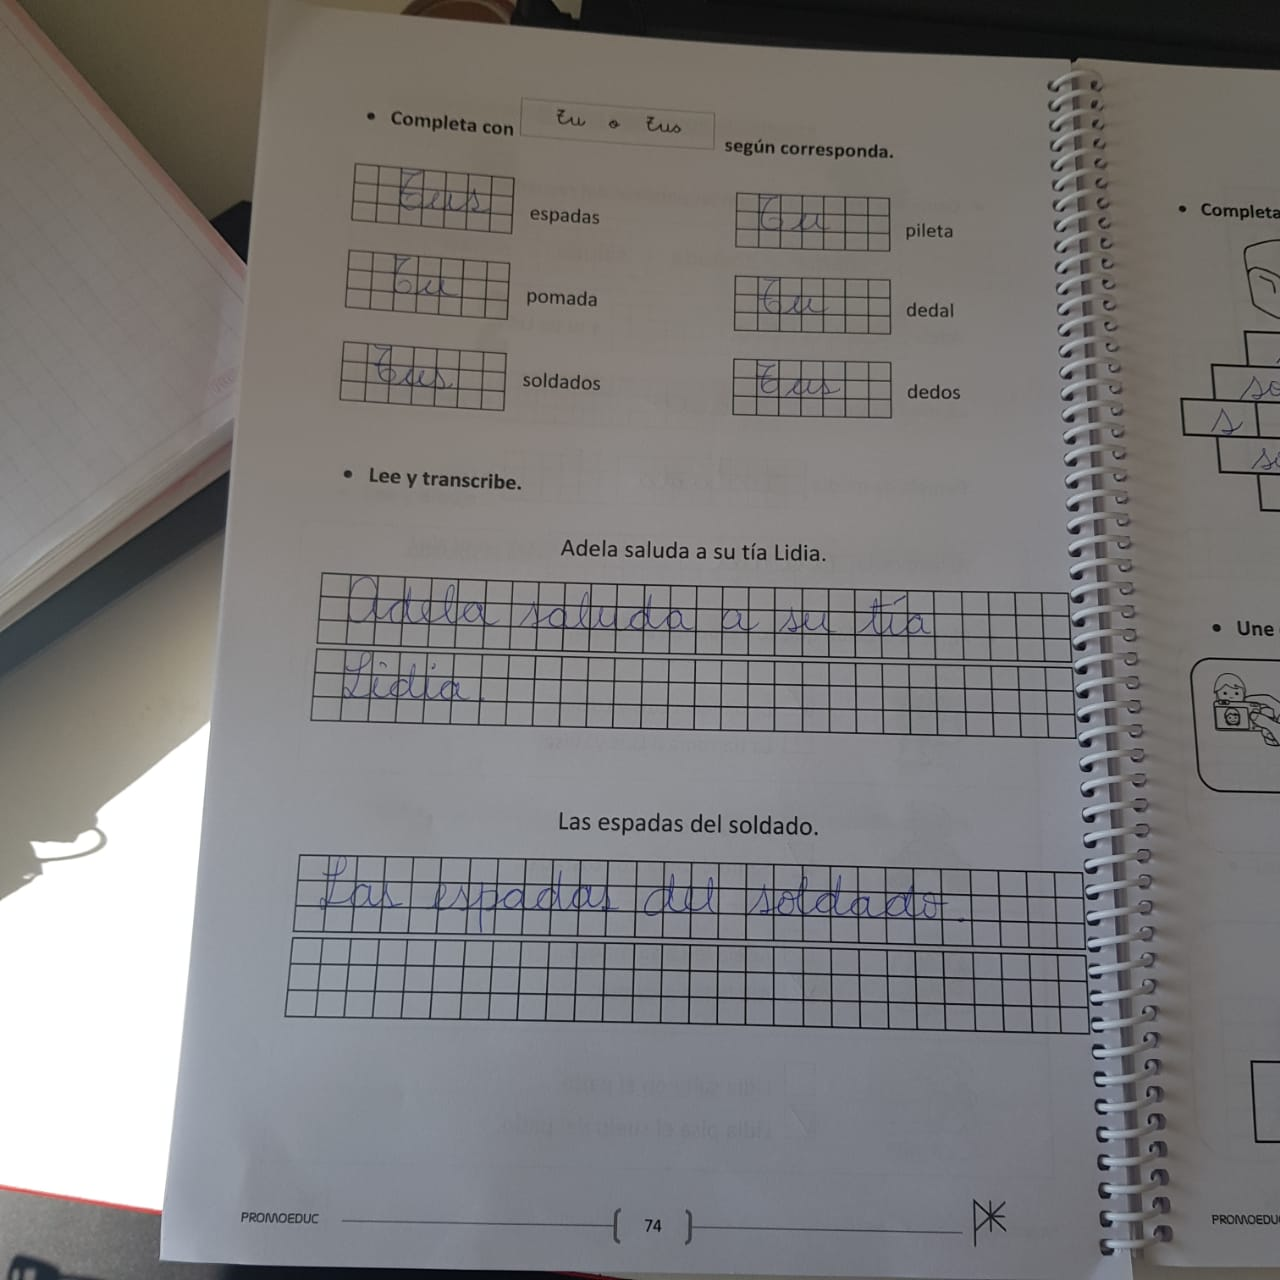 • Completa con tu o tus según corresponda.
Tus espadas
Tu pileta
Tu pomada
Tu dedal
Tus soldados
Tus dedos
• Lee y transcribe.
Adela saluda a su tía Lidia.
Adela saluda a su tía
Lidia.
Las espadas del soldado.
Las espadas del soldado.
PROMOEDUC
74
• Completa
so
s
• Une
PROMOEDU